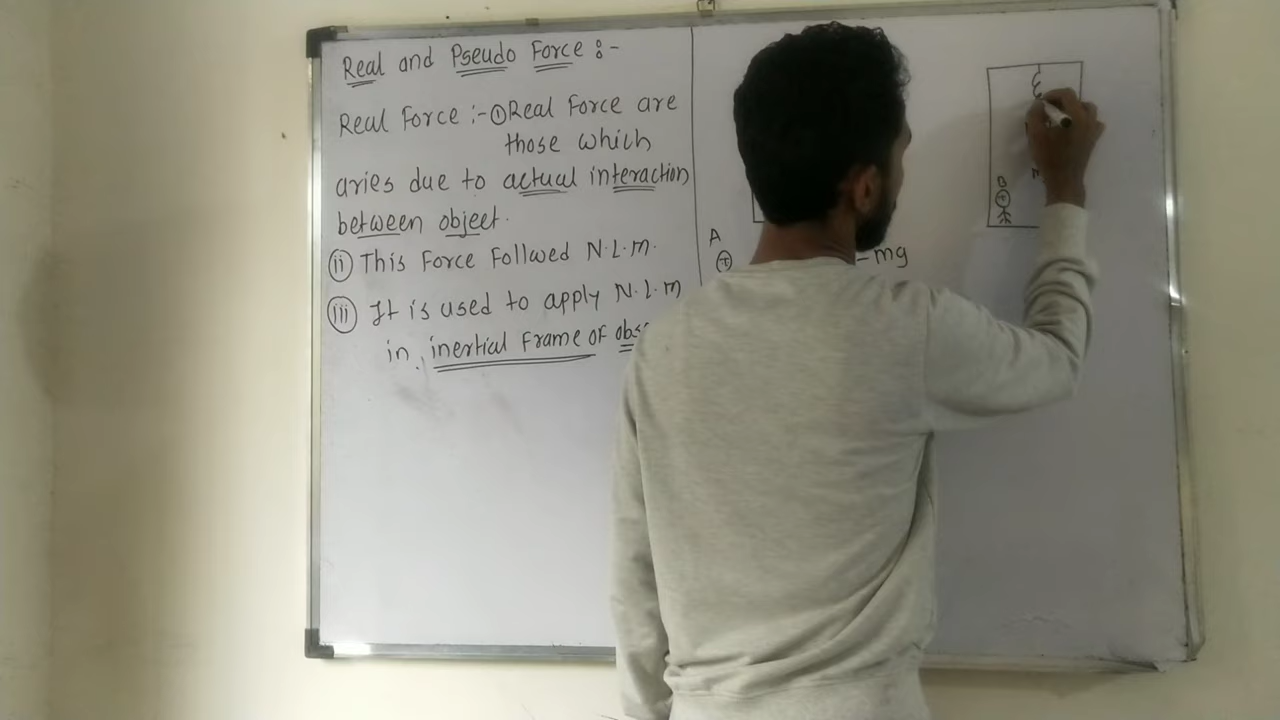 Real and Pseudo Force :-
Real Force :- ① Real Force are
those which
aries due to actual interaction
between object.
(ii) This Force Follwed N.L.M.
(iii) It is used to apply N.L.M
in inertial Frame of
A
-mg
B
m